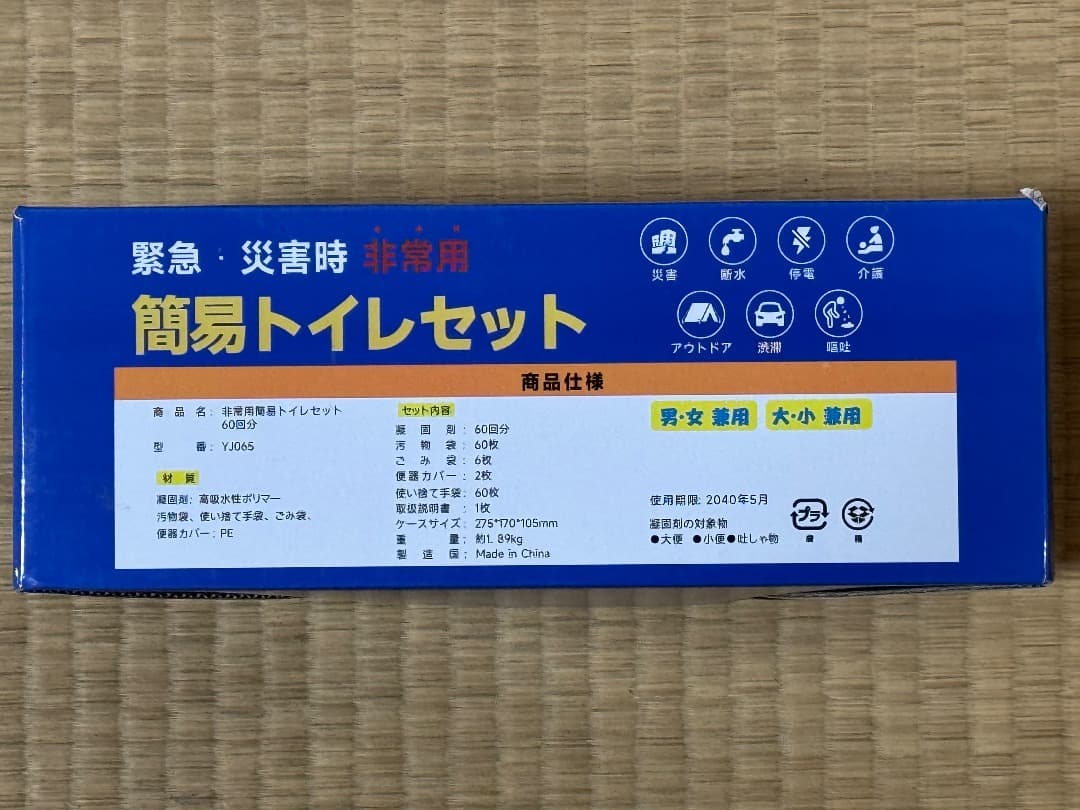 緊急・災害時 非常用
簡易トイレセット
災害 断水 停電 介護
アウトドア 渋滞 嘔吐
商品仕様
商品名: 非常用簡易トイレセット
60回分
型番: YJ065
材質
凝固剤: 高吸水性ポリマー
汚物袋、使い捨て手袋、ごみ袋、
便器カバー: PE
セット内容
凝固剤: 60回分
汚物袋: 60枚
ごみ袋: 6枚
便器カバー: 2枚
使い捨て手袋: 60枚
取扱説明書: 1枚
ケースサイズ: 275*170*105mm
重量: 約1.89kg
製造国: Made in China
男・女 兼用 大・小 兼用
使用期限: 2040年5月
凝固剤の対象物
●大便 ●小便●吐しゃ物
プラ